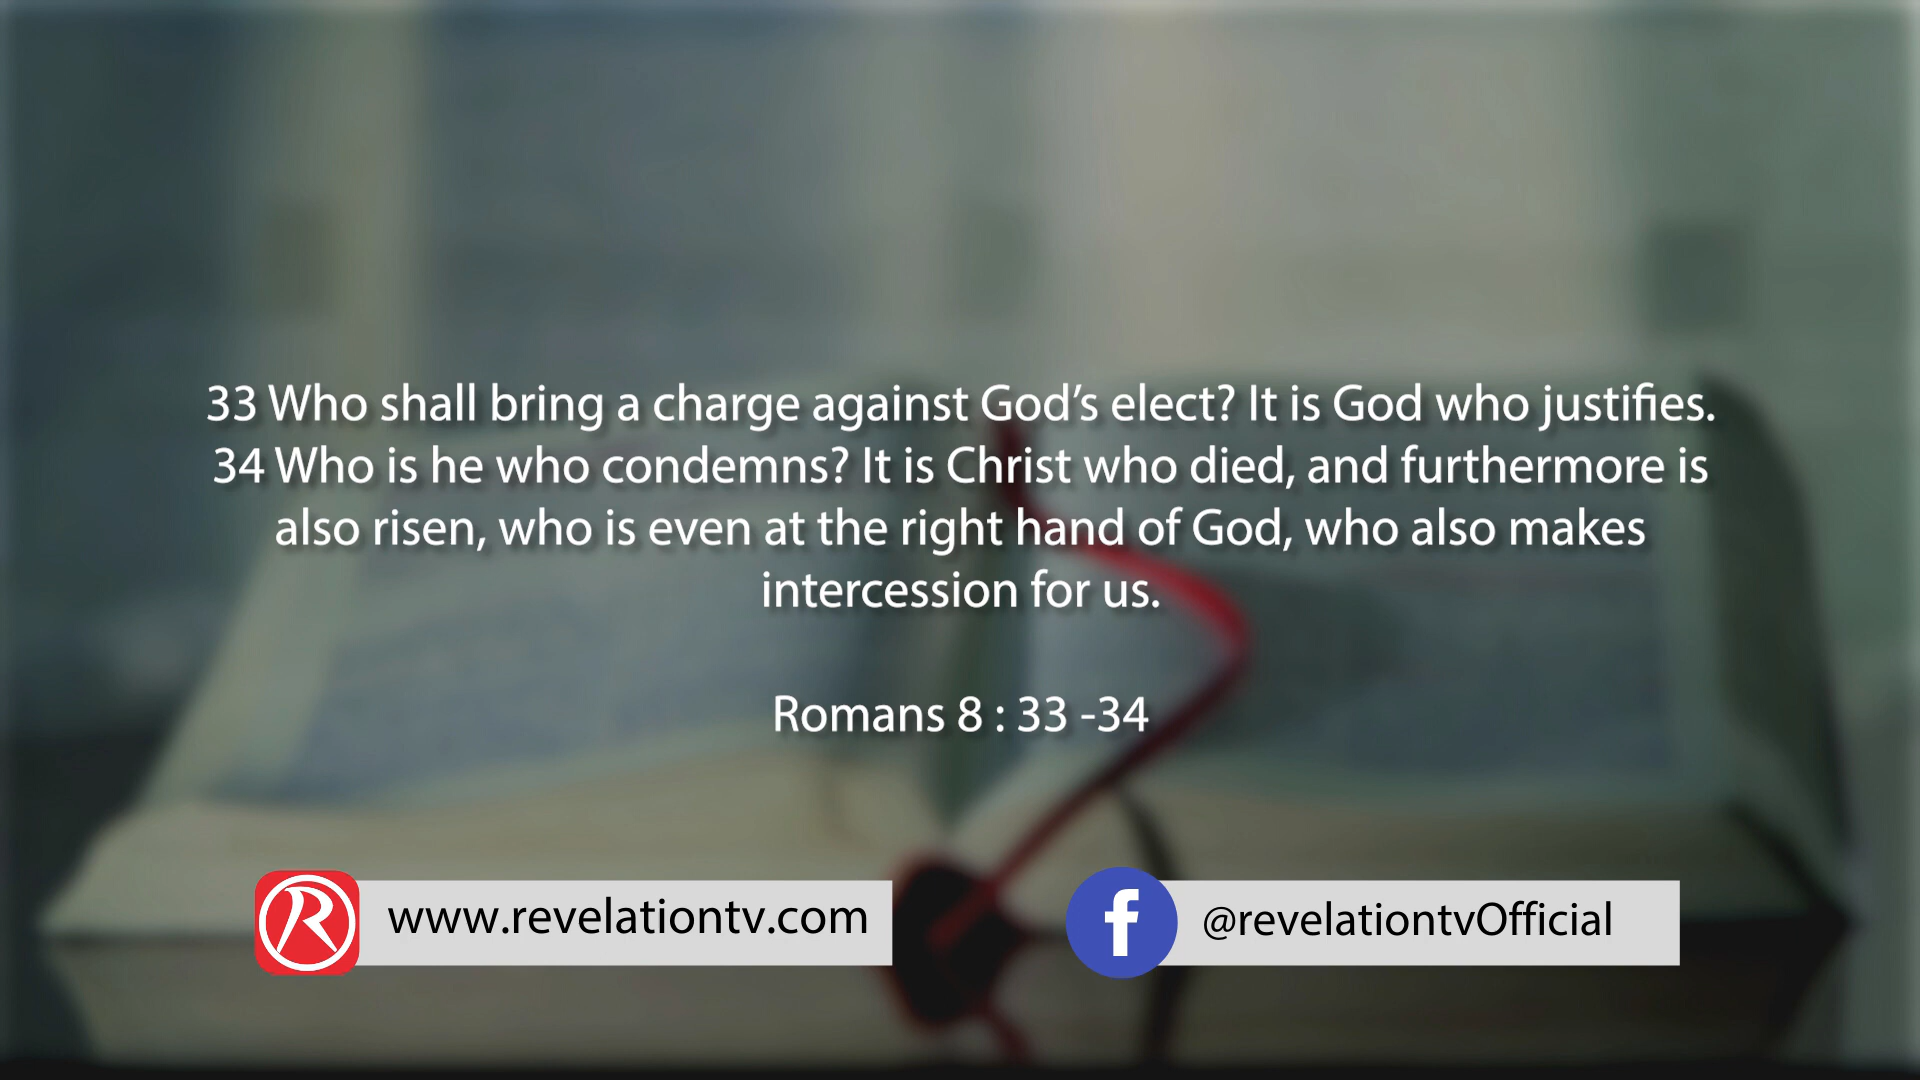 33 Who shall bring a charge against God’s elect? It is God who justifies.
34 Who is he who condemns? It is Christ who died, and furthermore is
also risen, who is even at the right hand of God, who also makes
intercession for us.
Romans 8 : 33 -34
www.revelationtv.com
@revelationtvOfficial